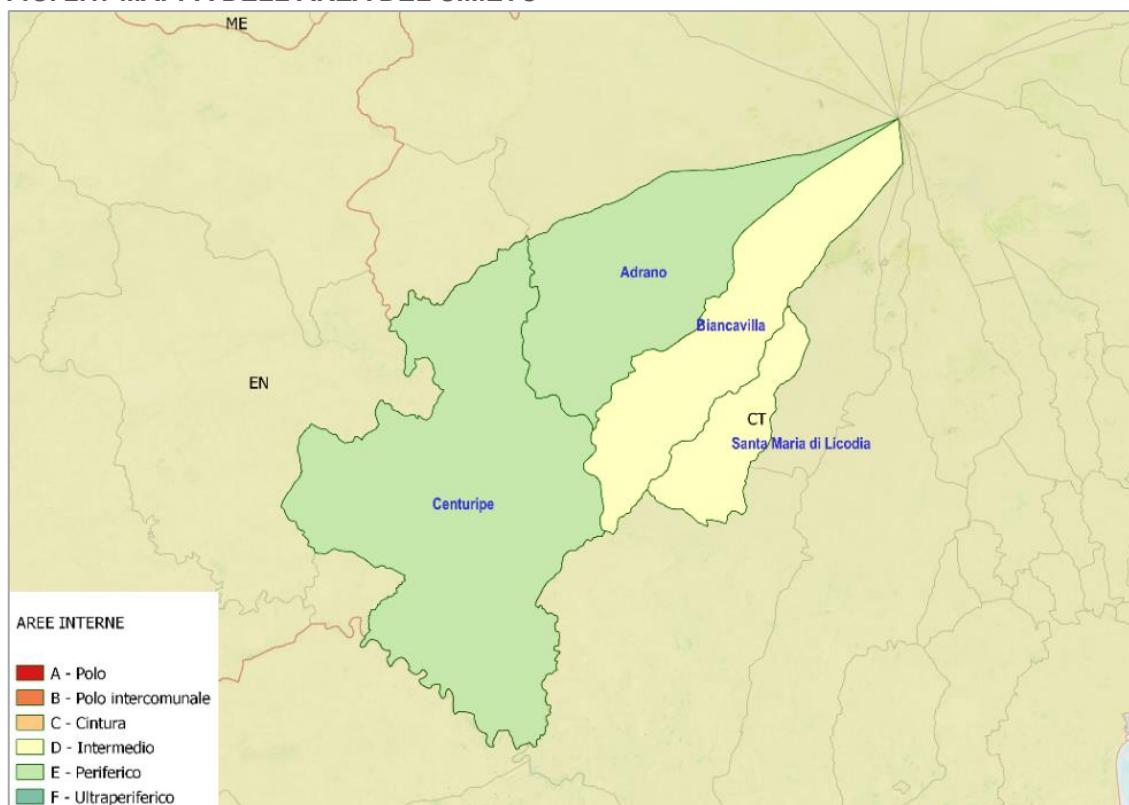 ME
Adrano
Biancavilla
EN
CT
Santa Maria di Licodia
Centuripe
AREE INTERNE
A - Polo
B - Polo intercomunale
C - Cintura
D - Intermedio
E - Periferico
F - Ultraperiferico